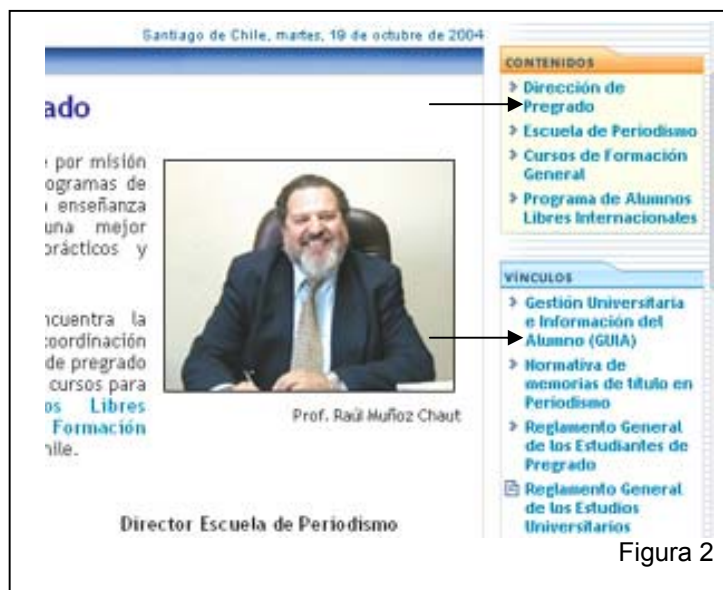 Santiago de Chile, martes, 19 de octubre de 2004
ado
por misión
ogramas de
enseñanza
una mejor
prácticos y
ncuentra la
coordinación
de pregrado
cursos para
os Libres
Formación
hile.
Prof. Raúl Muñoz Chaut
Director Escuela de Periodismo
CONTENIDOS
Dirección de
Pregrado
Escuela de Periodismo
Cursos de Formación
General
Programa de Alumnos
Libres Internacionales
VÍNCULOS
Gestión Universitaria
e Información del
Alumno (GUIA)
Normativa de
memorias de título en
Periodismo
Reglamento General
de los Estudiantes de
Pregrado
Reglamento General
de los Estudios
Universitarios
Figura 2